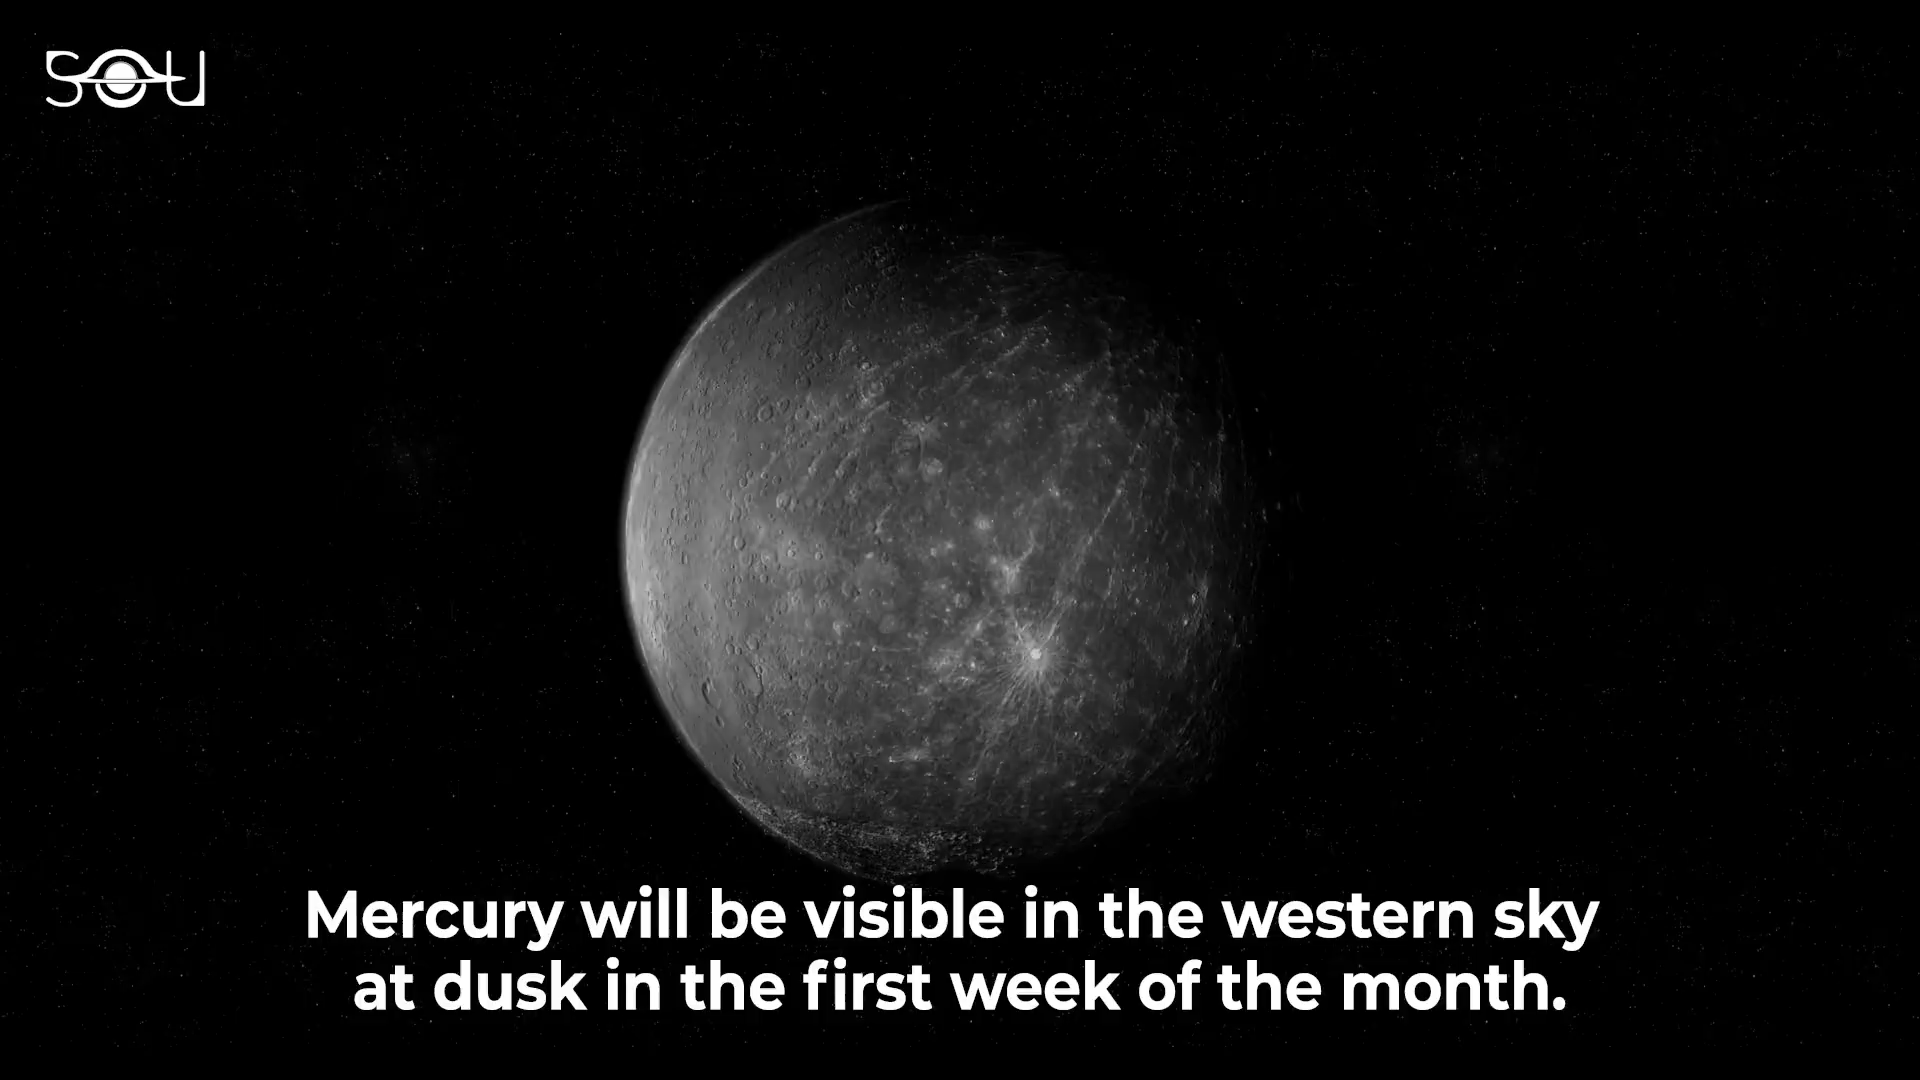 SOU
Mercury will be visible in the western sky
at dusk in the first week of the month.